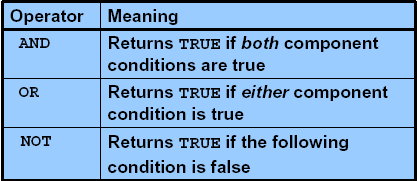 Operator Meaning
AND Returns TRUE if both component
conditions are true
OR Returns TRUE if either component
condition is true
NOT Returns TRUE if the following
condition is false